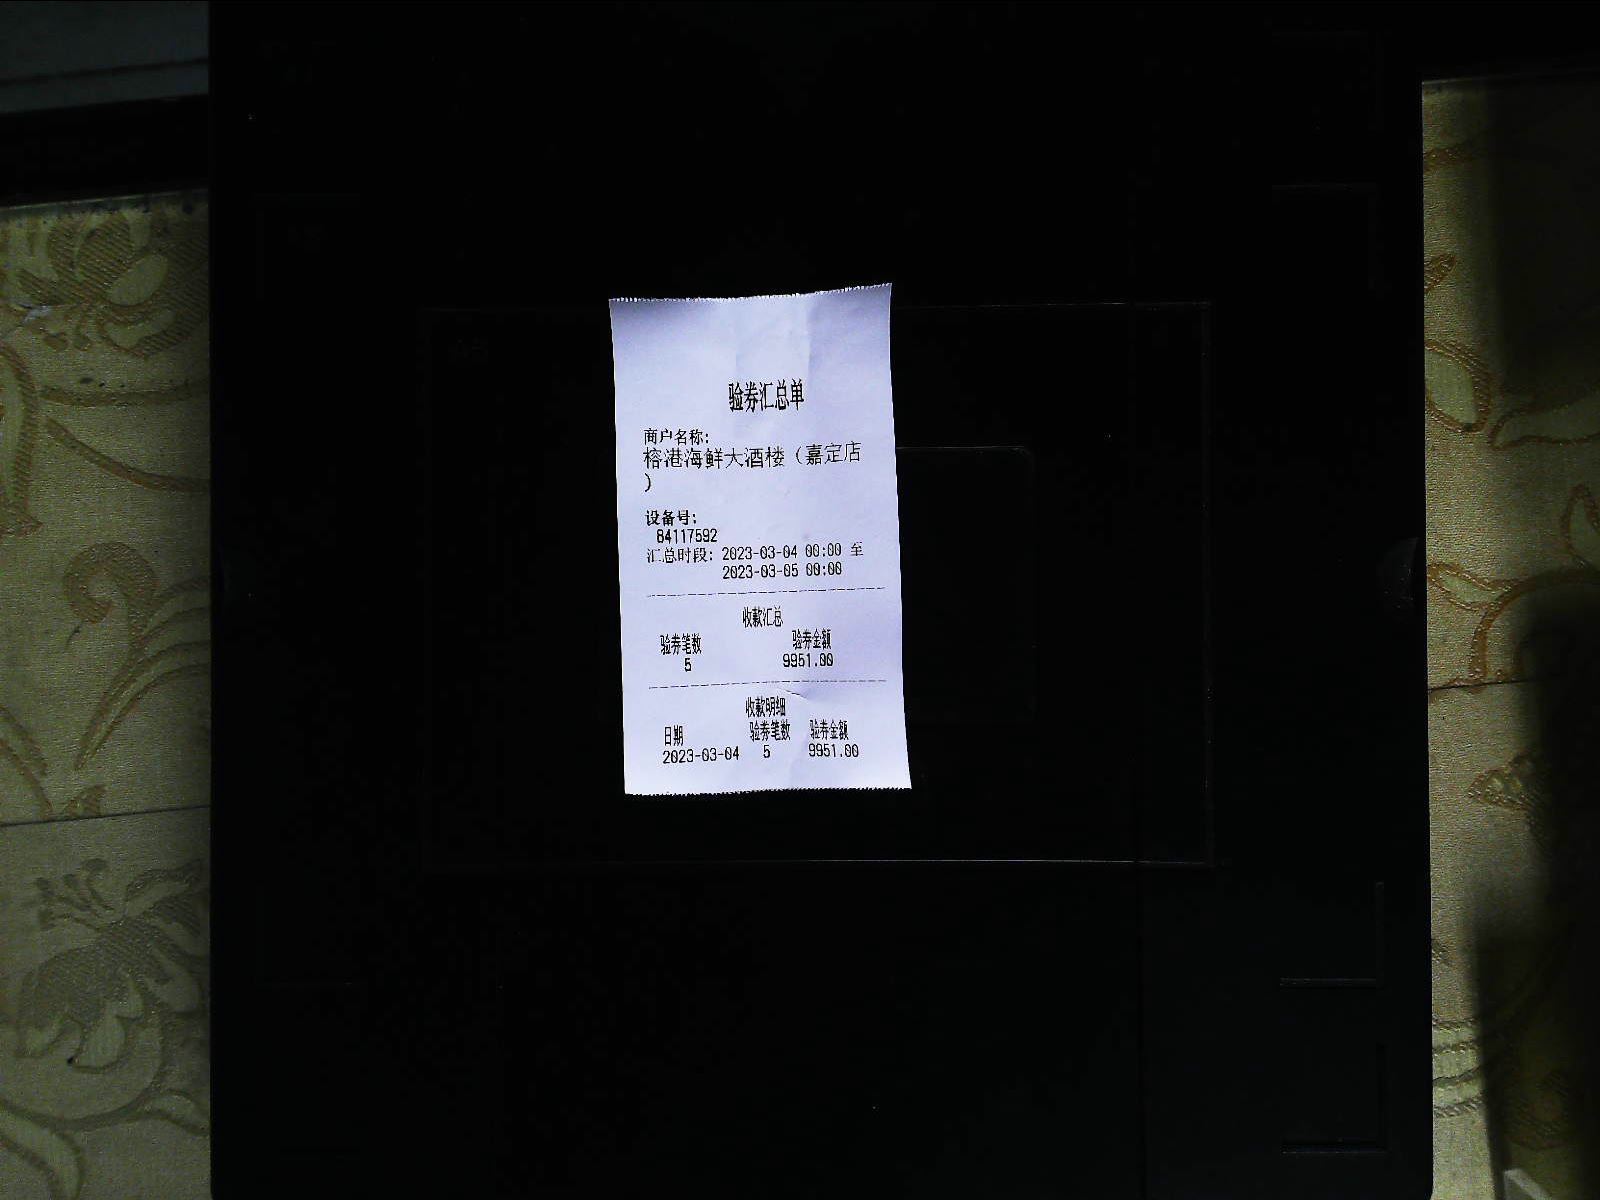 验券汇总单
商户名称:
榕港海鲜大酒楼（嘉定店
）
设备号:
84117592
汇总时段: 2023-03-04 00:00 至
2023-03-05 00:00
收款汇总
验券笔数 验券金额
5 9951.00
收款明细
日期 验券笔数 验券金额
2023-03-04 5 9951.00